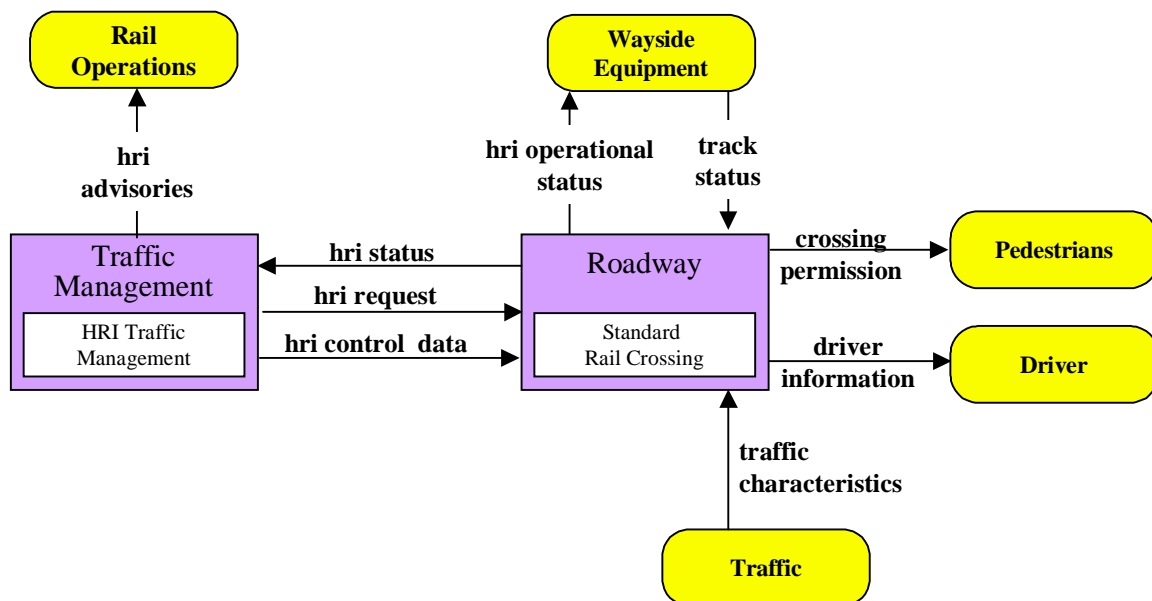 Rail
Operations
Wayside
Equipment
hri
advisories
hri operational
status
track
status
Traffic
Management
HRI Traffic
Management
hri status
hri request
hri control data
Roadway
Standard
Rail Crossing
crossing
permission
Pedestrians
driver
information
Driver
traffic
characteristics
Traffic